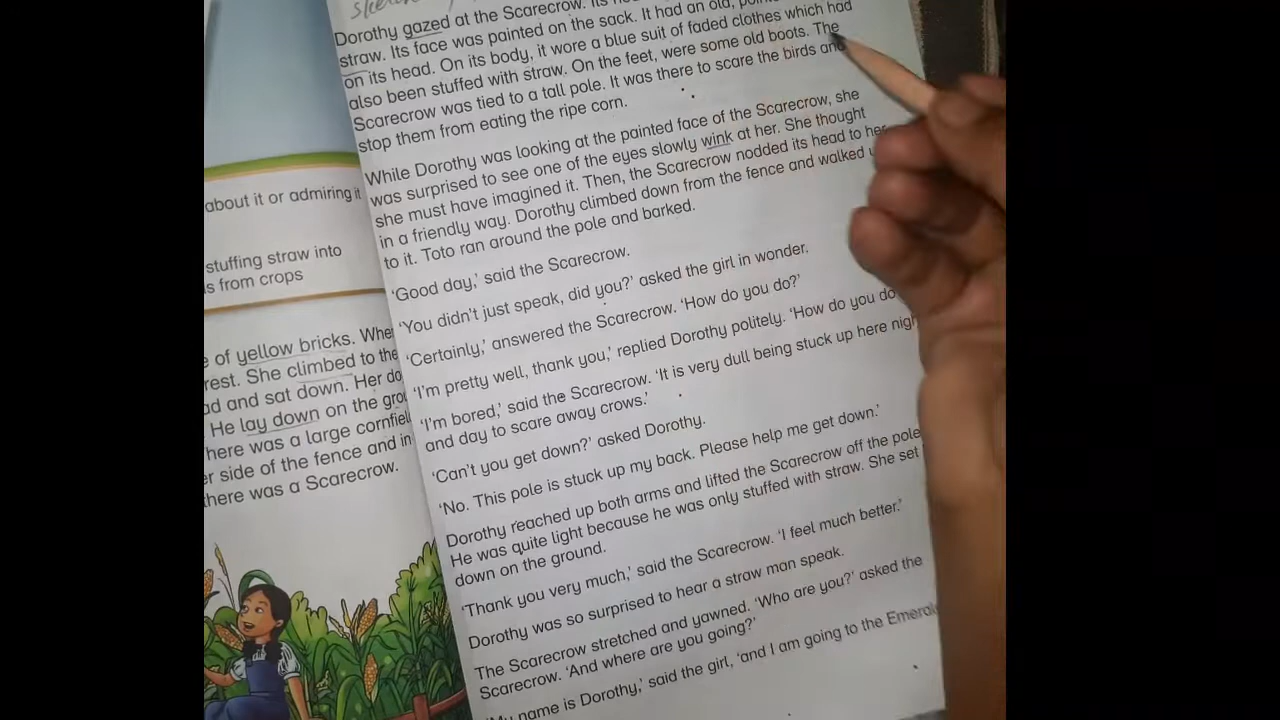 about it or admiring it
stuffing straw into
s from crops
e of yellow bricks. Whe
rest. She climbed to the
ad and sat down. Her do
He lay down on the gro
here was a large cornfiel
er side of the fence and in
there was a Scarecrow.
Dorothy gazed at the Scarecrow. Its
straw. Its face was painted on the sack. It had an old,
on its head. On its body, it wore a blue suit of faded clothes which had
also been stuffed with straw. On the feet, were some old boots. The
Scarecrow was tied to a tall pole. It was there to scare the birds and
stop them from eating the ripe corn.
While Dorothy was looking at the painted face of the Scarecrow, she
was surprised to see one of the eyes slowly wink at her. She thought
she must have imagined it. Then, the Scarecrow nodded its head to her
in a friendly way. Dorothy climbed down from the fence and walked
to it. Toto ran around the pole and barked.
‘Good day,’ said the Scarecrow.
‘You didn’t just speak, did you?’ asked the girl in wonder.
‘Certainly,’ answered the Scarecrow. ‘How do you do?’
‘I’m pretty well, thank you,’ replied Dorothy politely. ‘How do you do
‘I’m bored,’ said the Scarecrow. ‘It is very dull being stuck up here nigh
and day to scare away crows.’
‘Can’t you get down?’ asked Dorothy.
‘No. This pole is stuck up my back. Please help me get down.’
Dorothy reached up both arms and lifted the Scarecrow off the pole
He was quite light because he was only stuffed with straw. She set
down on the ground.
‘Thank you very much,’ said the Scarecrow. ‘I feel much better.’
Dorothy was so surprised to hear a straw man speak.
The Scarecrow stretched and yawned. ‘Who are you?’ asked the
Scarecrow. ‘And where are you going?’
‘My name is Dorothy,’ said the girl, ‘and I am going to the Emeral